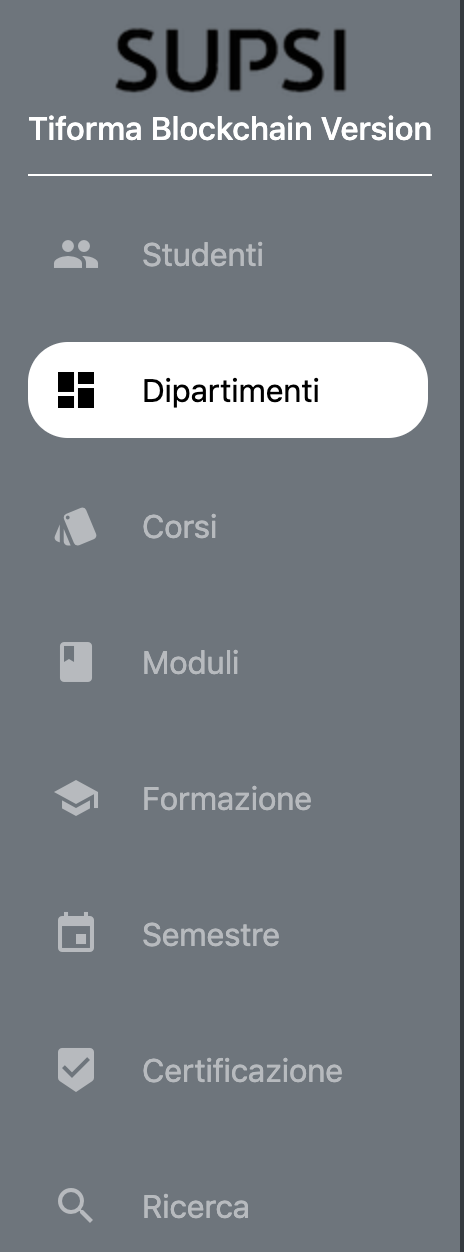 SUPSI
Tiforma Blockchain Version
Studenti
Dipartimenti
Corsi
Moduli
Formazione
Semestre
Certificazione
Ricerca